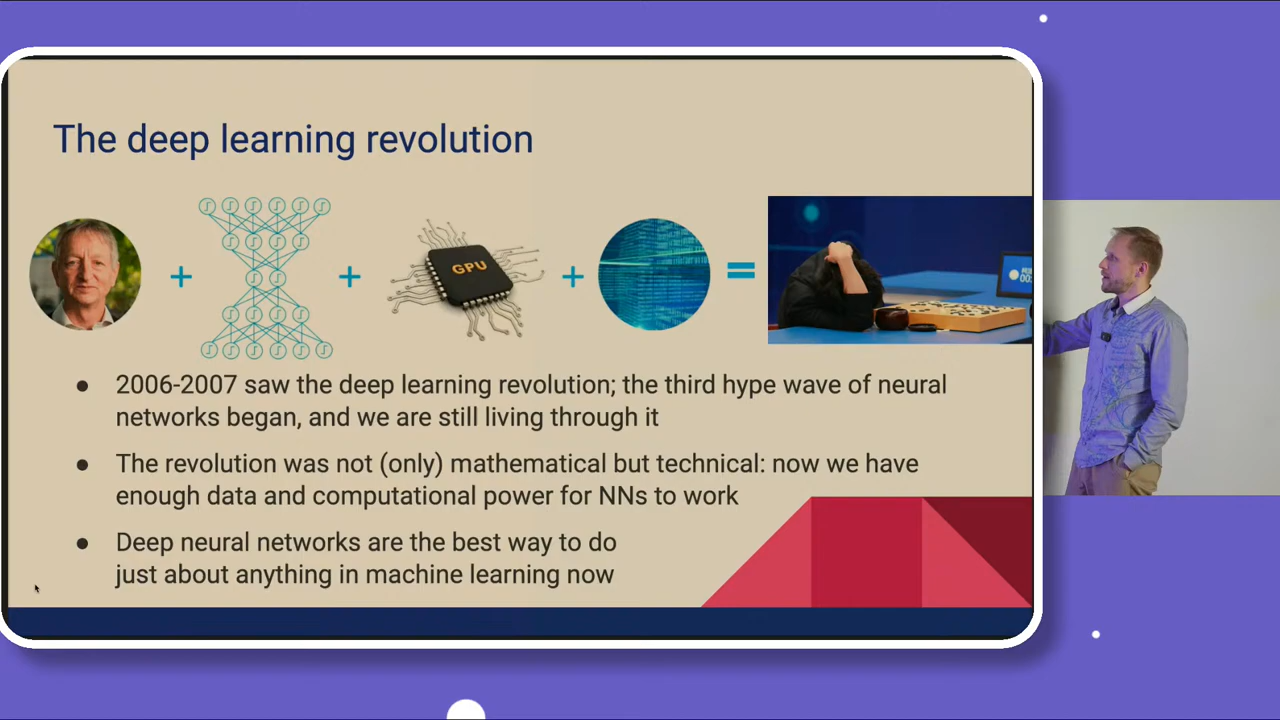 The deep learning revolution
GPU
● 2006-2007 saw the deep learning revolution; the third hype wave of neural
networks began, and we are still living through it
● The revolution was not (only) mathematical but technical: now we have
enough data and computational power for NNs to work
● Deep neural networks are the best way to do
just about anything in machine learning now